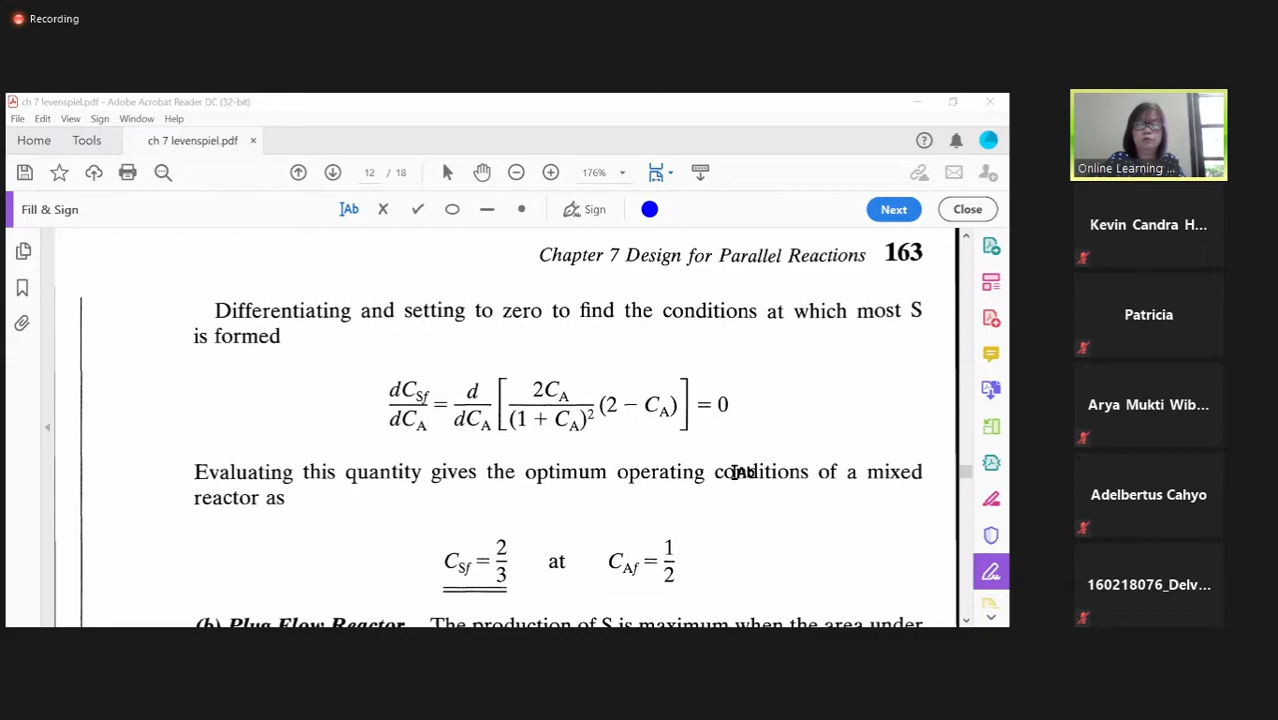 Recording
ch 7 levenspiel.pdf - Adobe Acrobat Reader DC (32-bit)
File Edit View Sign Window Help
Home Tools ch 7 levenspiel.pdf ×
12 / 18 176%
Fill & Sign Ab Sign Next Close
Chapter 7 Design for Parallel Reactions 163
Differentiating and setting to zero to find the conditions at which most S
is formed
dC_Sf/dC_A = d/dC_A [2C_A/(1 + C_A)² (2 − C_A)] = 0
Evaluating this quantity gives the optimum operating conditions of a mixed
reactor as
C_Sf = 2/3 at C_Af = 1/2
(b) Plug Flow Reactor The production of S is maximum when the area under
Online Learning ...
Kevin Candra H...
Patricia
Arya Mukti Wib...
Adelbertus Cahyo
160218076_Delv...